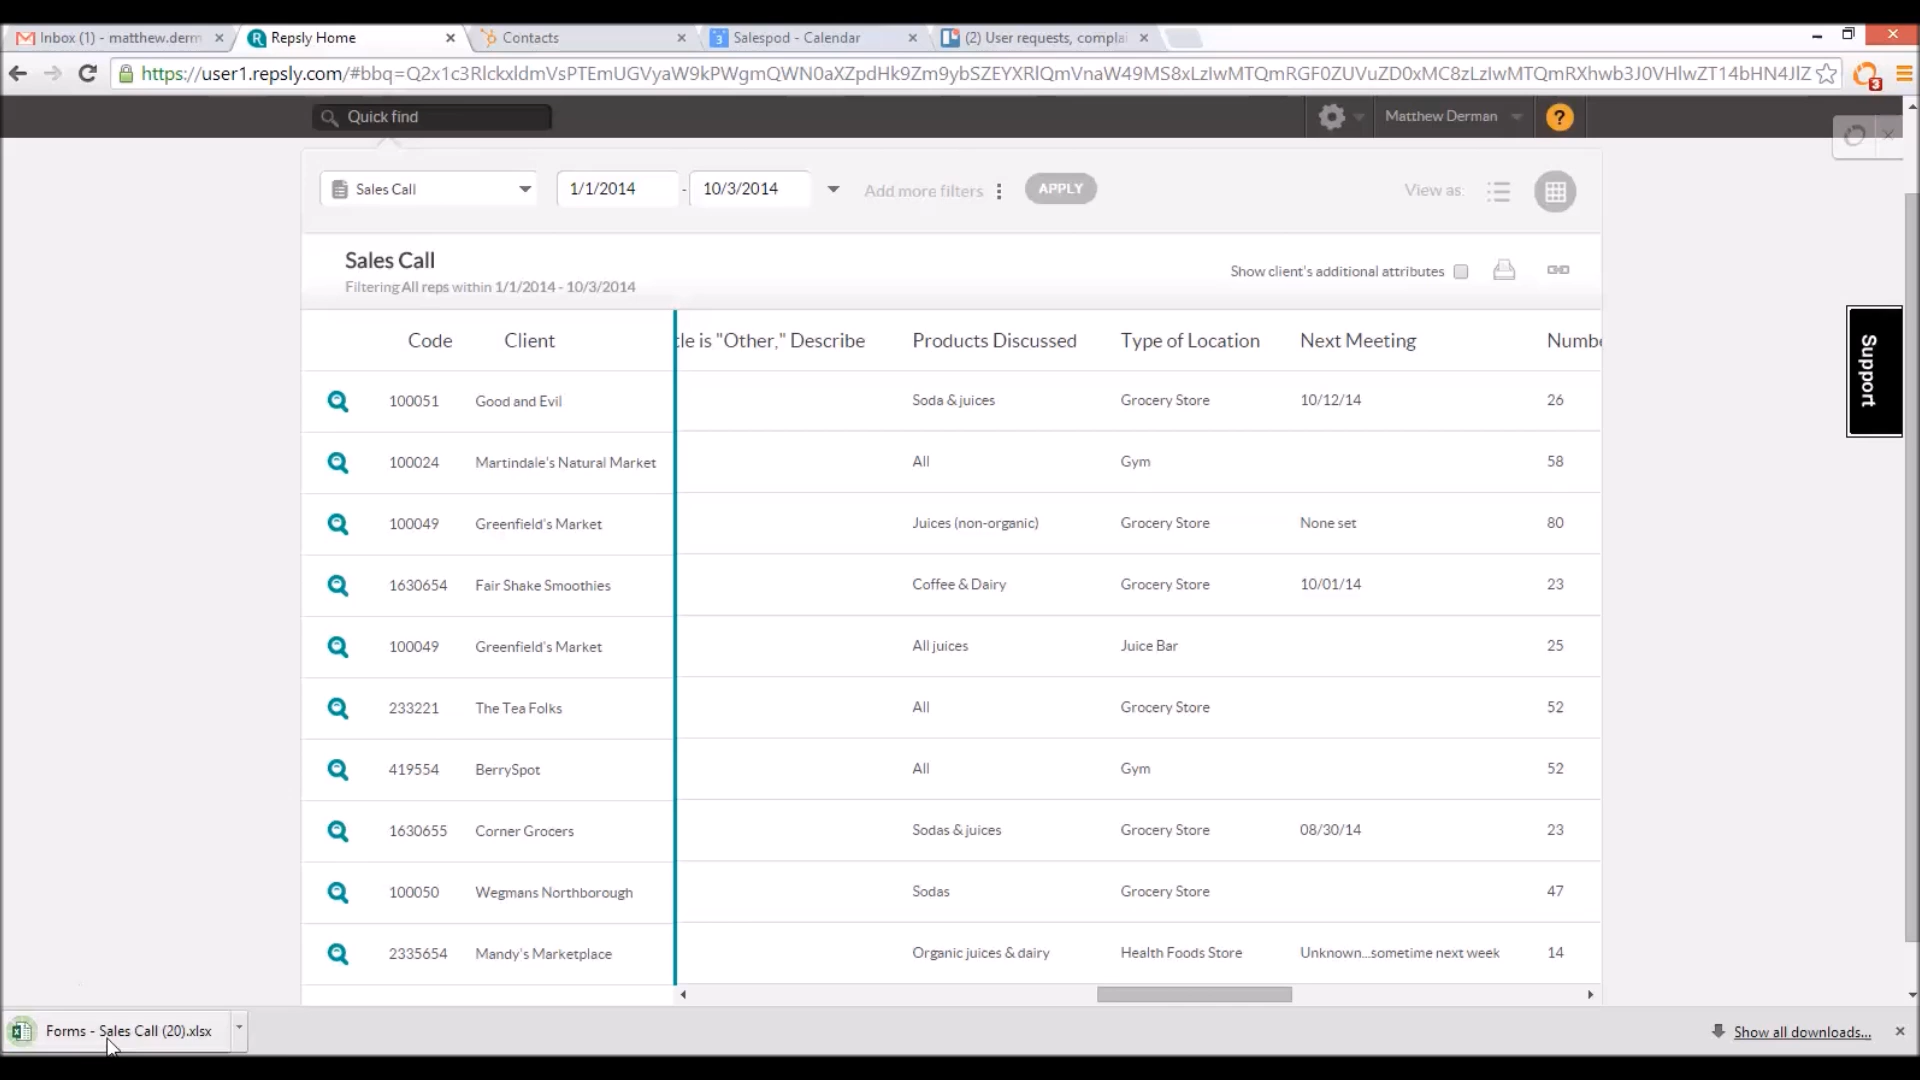 Inbox (1) - matthew.derm
Repsly Home
Contacts
3 Salespod - Calendar
(2) User requests, complai
https://user1.repsly.com/#bbq=Q2x1c3RlckxldmVsPTEmUGVyaW9kPWgmQWN0aXZpdHk9Zm9ybSZEYXRlQmVnaW49MS8xLzIwMTQmRGF0ZUVuZD0xMC8zLzIwMTQmRXhwb3J0VHlwZT14bHN4JlZ
3
Quick find
Matthew Derman
?
Sales Call
1/1/2014 - 10/3/2014
Add more filters
APPLY
View as:
Sales Call
Filtering All reps within 1/1/2014 - 10/3/2014
Show client's additional attributes
Support
Code Client tle is "Other," Describe Products Discussed Type of Location Next Meeting Numbe
100051 Good and Evil Soda & juices Grocery Store 10/12/14 26
100024 Martindale's Natural Market All Gym 58
100049 Greenfield's Market Juices (non-organic) Grocery Store None set 80
1630654 Fair Shake Smoothies Coffee & Dairy Grocery Store 10/01/14 23
100049 Greenfield's Market All juices Juice Bar 25
233221 The Tea Folks All Grocery Store 52
419554 BerrySpot All Gym 52
1630655 Corner Grocers Sodas & juices Grocery Store 08/30/14 23
100050 Wegmans Northborough Sodas Grocery Store 47
2335654 Mandy's Marketplace Organic juices & dairy Health Foods Store Unknown...sometime next week 14
Forms - Sales Call (20).xlsx
Show all downloads...